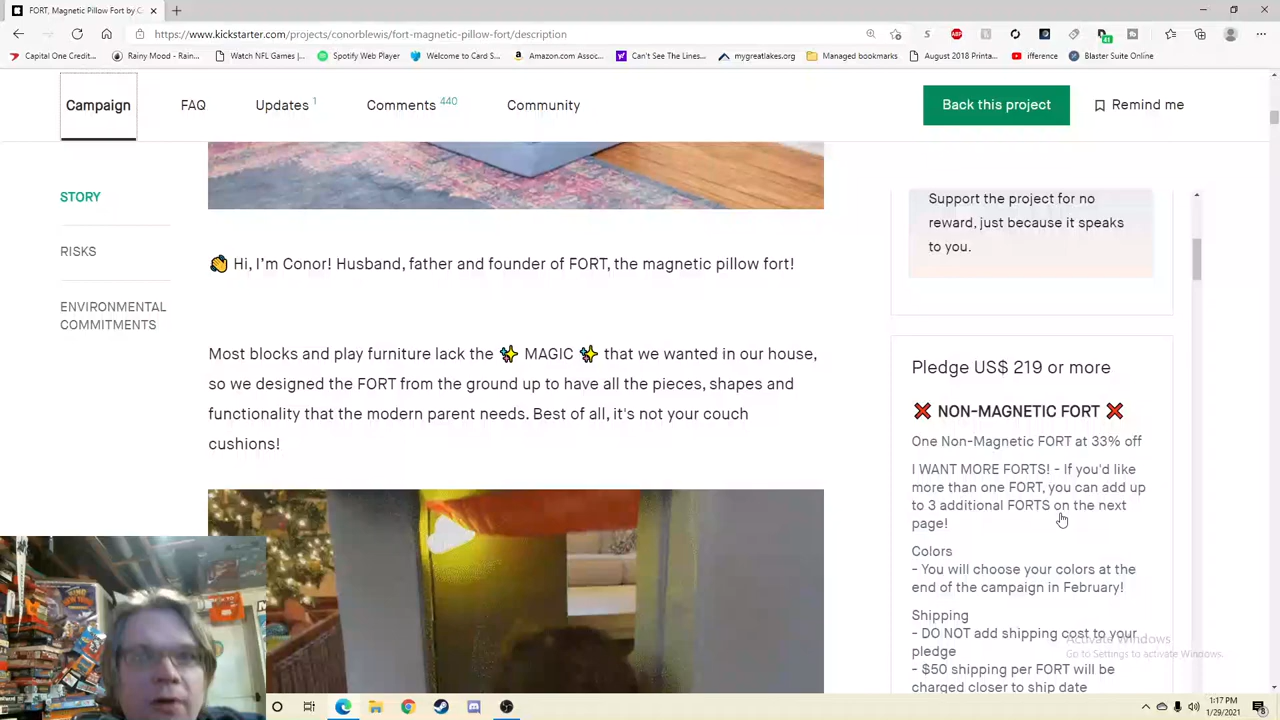 FORT, Magnetic Pillow Fort by C
https://www.kickstarter.com/projects/conorblewis/fort-magnetic-pillow-fort/description
Capital One Credit...
Rainy Mood - Rain...
Watch NFL Games |...
Spotify Web Player
Welcome to Card S...
Amazon.com Assoc...
Can't See The Lines...
mygreatlakes.org
Managed bookmarks
August 2018 Printa...
ifference
Blaster Suite Online
Campaign
FAQ
Updates 1
Comments 440
Community
Back this project
Remind me
STORY
RISKS
ENVIRONMENTAL
COMMITMENTS
👋 Hi, I'm Conor! Husband, father and founder of FORT, the magnetic pillow fort!
Most blocks and play furniture lack the ✨ MAGIC ✨ that we wanted in our house,
so we designed the FORT from the ground up to have all the pieces, shapes and
functionality that the modern parent needs. Best of all, it's not your couch
cushions!
Support the project for no
reward, just because it speaks
to you.
Pledge US$ 219 or more
❌ NON-MAGNETIC FORT ❌
One Non-Magnetic FORT at 33% off
I WANT MORE FORTS! - If you'd like
more than one FORT, you can add up
to 3 additional FORTS on the next
page!
Colors
- You will choose your colors at the
end of the campaign in February!
Shipping
- DO NOT add shipping cost to your
pledge
- $50 shipping per FORT will be
charged closer to ship date
Activate Windows
Go to Settings to activate Windows.
1:17 PM
1/29/2021